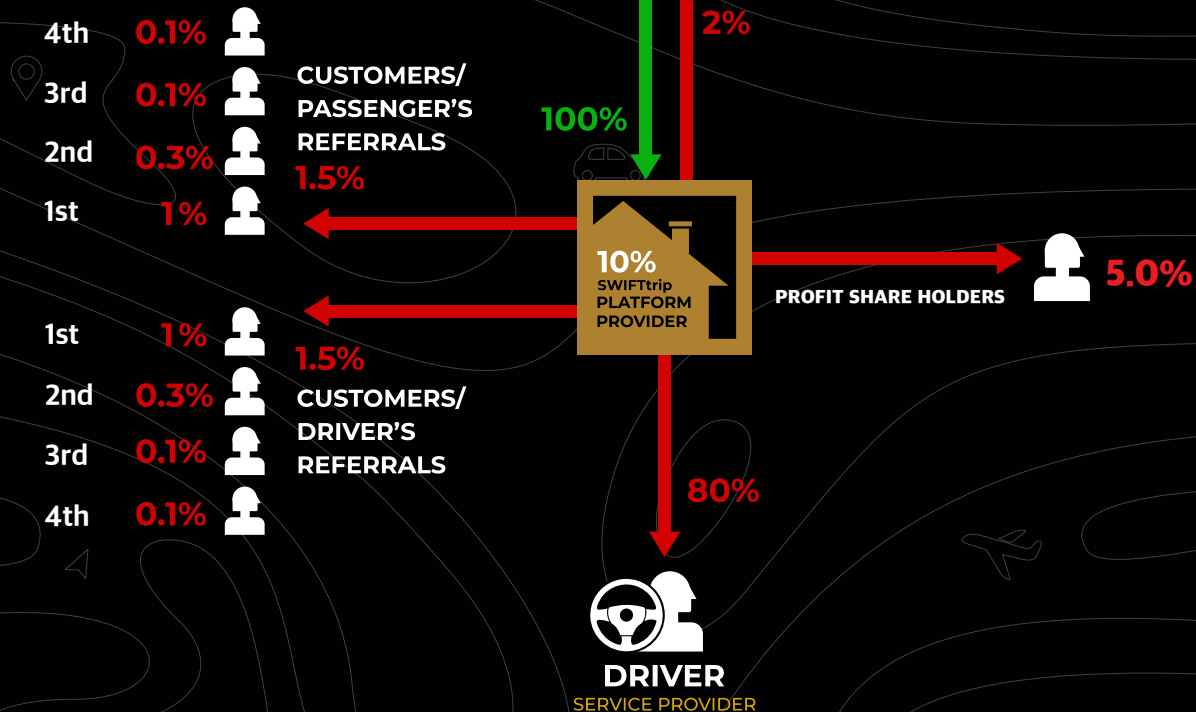 4th 0.1%
3rd 0.1%
2nd 0.3%
1st 1%
CUSTOMERS/
PASSENGER'S
REFERRALS
1.5%
2%
100%
10%
SWIFTtrip
PLATFORM
PROVIDER
PROFIT SHARE HOLDERS
5.0%
1st 1%
2nd 0.3%
3rd 0.1%
4th 0.1%
1.5%
CUSTOMERS/
DRIVER'S
REFERRALS
80%
DRIVER
SERVICE PROVIDER